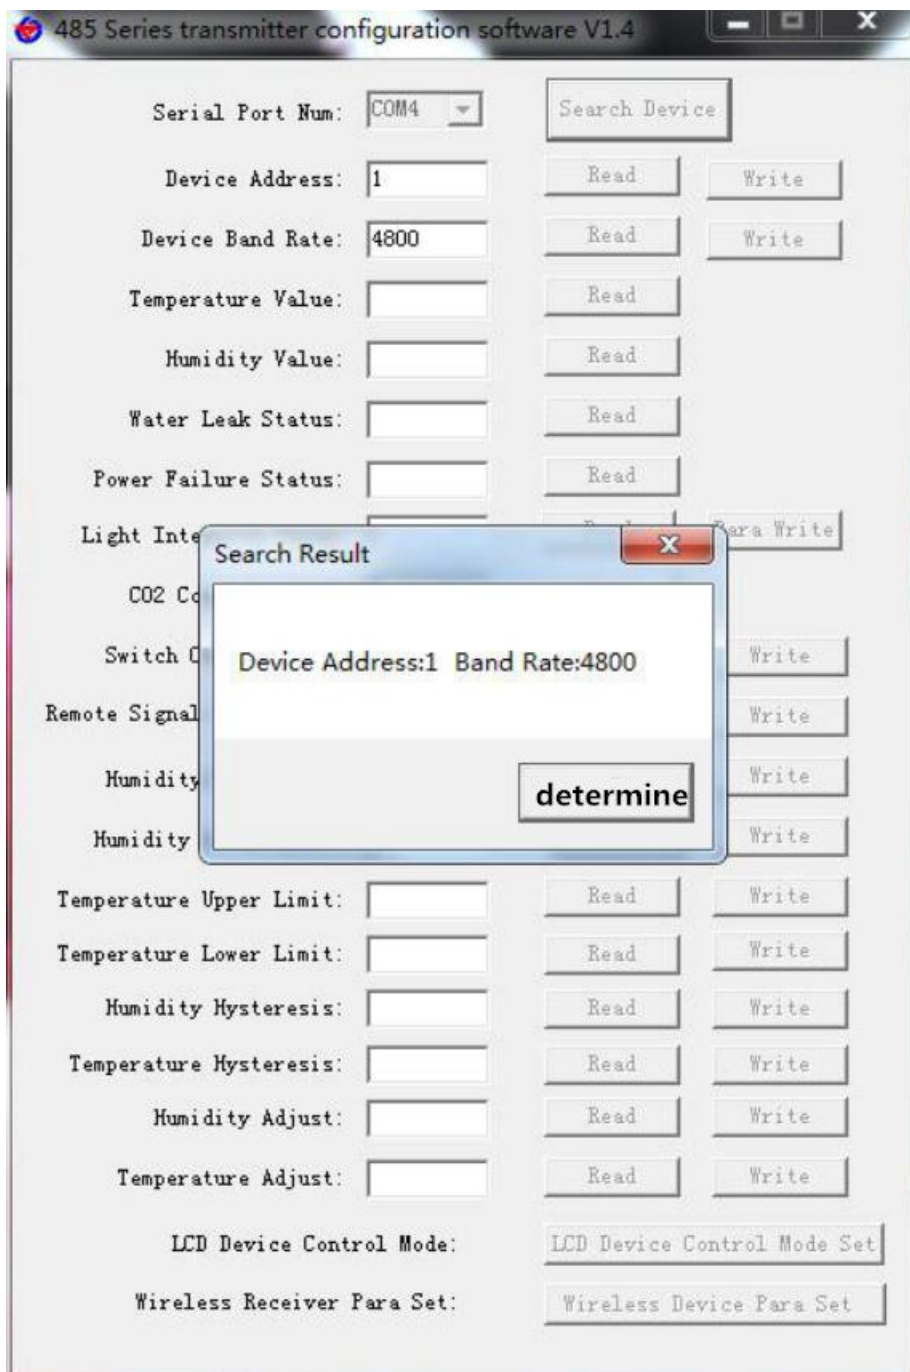 485 Series transmitter configuration software V1.4
Serial Port Num: COM4 Search Device
Device Address: 1 Read Write
Device Band Rate: 4800 Read Write
Temperature Value: Read
Humidity Value: Read
Water Leak Status: Read
Power Failure Status: Read
Light Para Write
Search Result
CO2
Device Address:1 Band Rate:4800
Switch Write
Remote Signal Write
Humidity Write
determine
Humidity Write
Temperature Upper Limit: Read Write
Temperature Lower Limit: Read Write
Humidity Hysteresis: Read Write
Temperature Hysteresis: Read Write
Humidity Adjust: Read Write
Temperature Adjust: Read Write
LCD Device Control Mode: LCD Device Control Mode Set
Wireless Receiver Para Set: Wireless Device Para Set